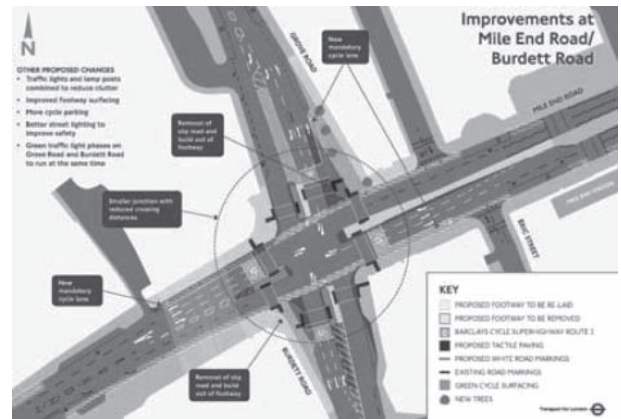 Improvements at
Mile End Road/
Burdett Road
N
OTHER PROPOSED CHANGES
• Traffic lights and lamp posts
combined to reduce clutter
• Improved footway surfacing
• More cycle parking
• Better street lighting to
improve safety
• Green traffic light phases on
Grove Road and Burdett Road
to run at the same time
GROVE ROAD
New
mandatory
cycle lane
Removal of
slip road and
build out of
footway
MILE END ROAD
MILE END STATION
Smaller junction with
reduced crossing
distances
ERIC STREET
New
mandatory
cycle lane
Removal of slip
road and build
out of footway
BURDETT ROAD
KEY
PROPOSED FOOTWAY TO BE RE-LAID
PROPOSED FOOTWAY TO BE REMOVED
BARCLAYS CYCLE SUPERHIGHWAY ROUTE 2
PROPOSED TACTILE PAVING
PROPOSED WHITE ROAD MARKINGS
EXISTING ROAD MARKINGS
GREEN CYCLE SURFACING
NEW TREES
Transport for London